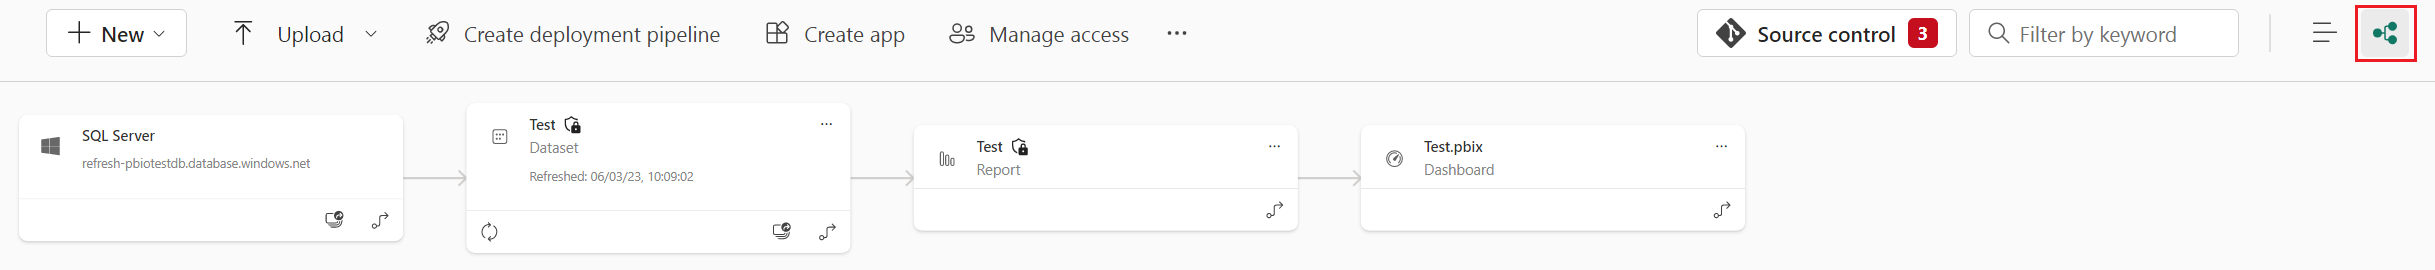 New
Upload
Create deployment pipeline
Create app
Manage access
...
Source control 3
Filter by keyword
SQL Server
refresh-pbiotestdb.database.windows.net
Test
...
Dataset
Refreshed: 06/03/23, 10:09:02
Test
...
Report
Test.pbix
...
Dashboard